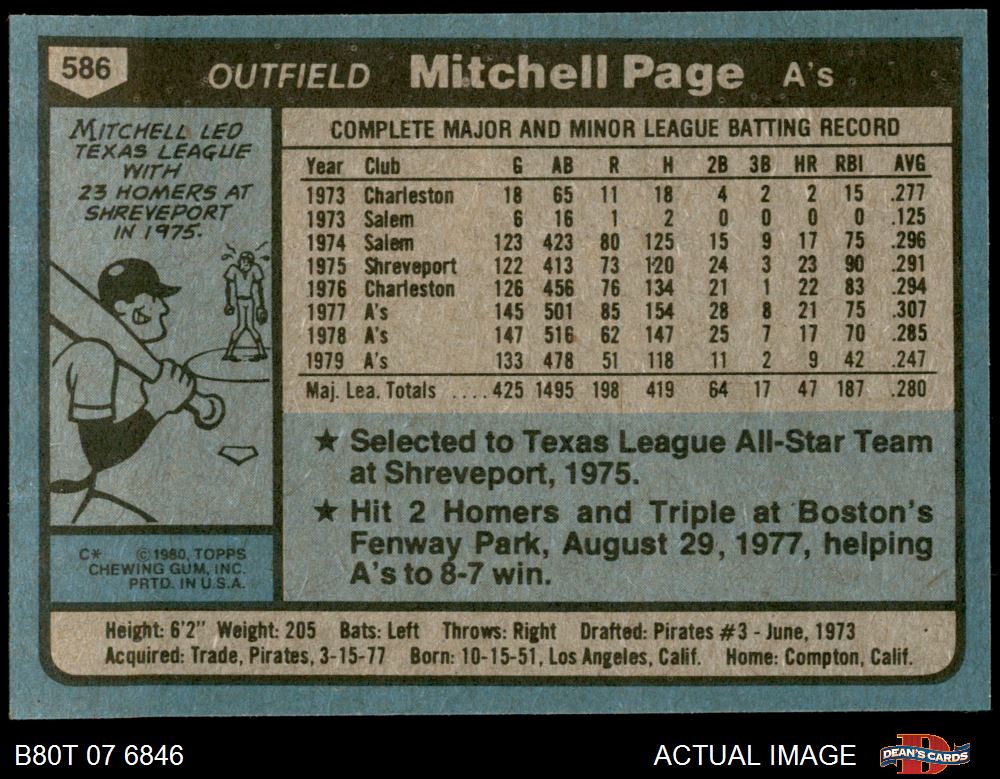 586
OUTFIELD Mitchell Page A's
MITCHELL LED
TEXAS LEAGUE
WITH
23 HOMERS AT
SHREVEPORT
IN 1975.
C* © 1980, TOPPS
CHEWING GUM, INC.
PRTD. IN U.S.A.
COMPLETE MAJOR AND MINOR LEAGUE BATTING RECORD
Year Club G AB R H 2B 3B HR RBI AVG
1973 Charleston 18 65 11 18 4 2 2 15 .277
1973 Salem 6 16 1 2 0 0 0 0 .125
1974 Salem 123 423 80 125 15 9 17 75 .296
1975 Shreveport 122 413 73 120 24 3 23 90 .291
1976 Charleston 126 456 76 134 21 1 22 83 .294
1977 A's 145 501 85 154 28 8 21 75 .307
1978 A's 147 516 62 147 25 7 17 70 .285
1979 A's 133 478 51 118 11 2 9 42 .247
Maj. Lea. Totals ....425 1495 198 419 64 17 47 187 .280
★ Selected to Texas League All-Star Team
at Shreveport, 1975.
★ Hit 2 Homers and Triple at Boston's
Fenway Park, August 29, 1977, helping
A's to 8-7 win.
Height: 6'2" Weight: 205 Bats: Left Throws: Right Drafted: Pirates #3 - June, 1973
Acquired: Trade, Pirates, 3-15-77 Born: 10-15-51, Los Angeles, Calif. Home: Compton, Calif.
B80T 07 6846 ACTUAL IMAGE D DEAN'S CARDS